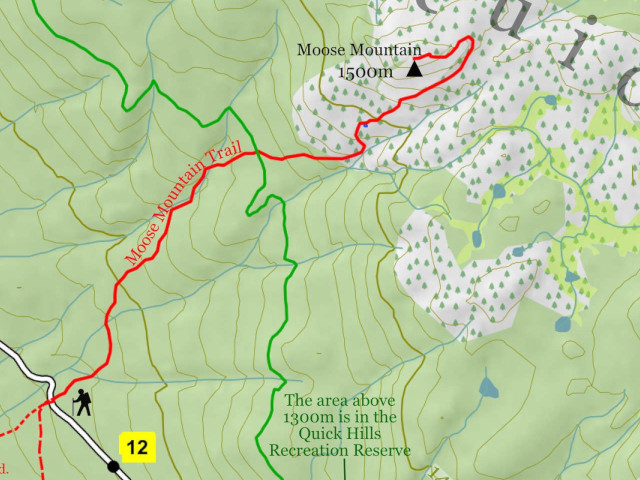 u i
Moose Mountain
1500m
Moose Mountain Trail
The area above
1300m is in the
Quick Hills
Recreation Reserve
12
d.